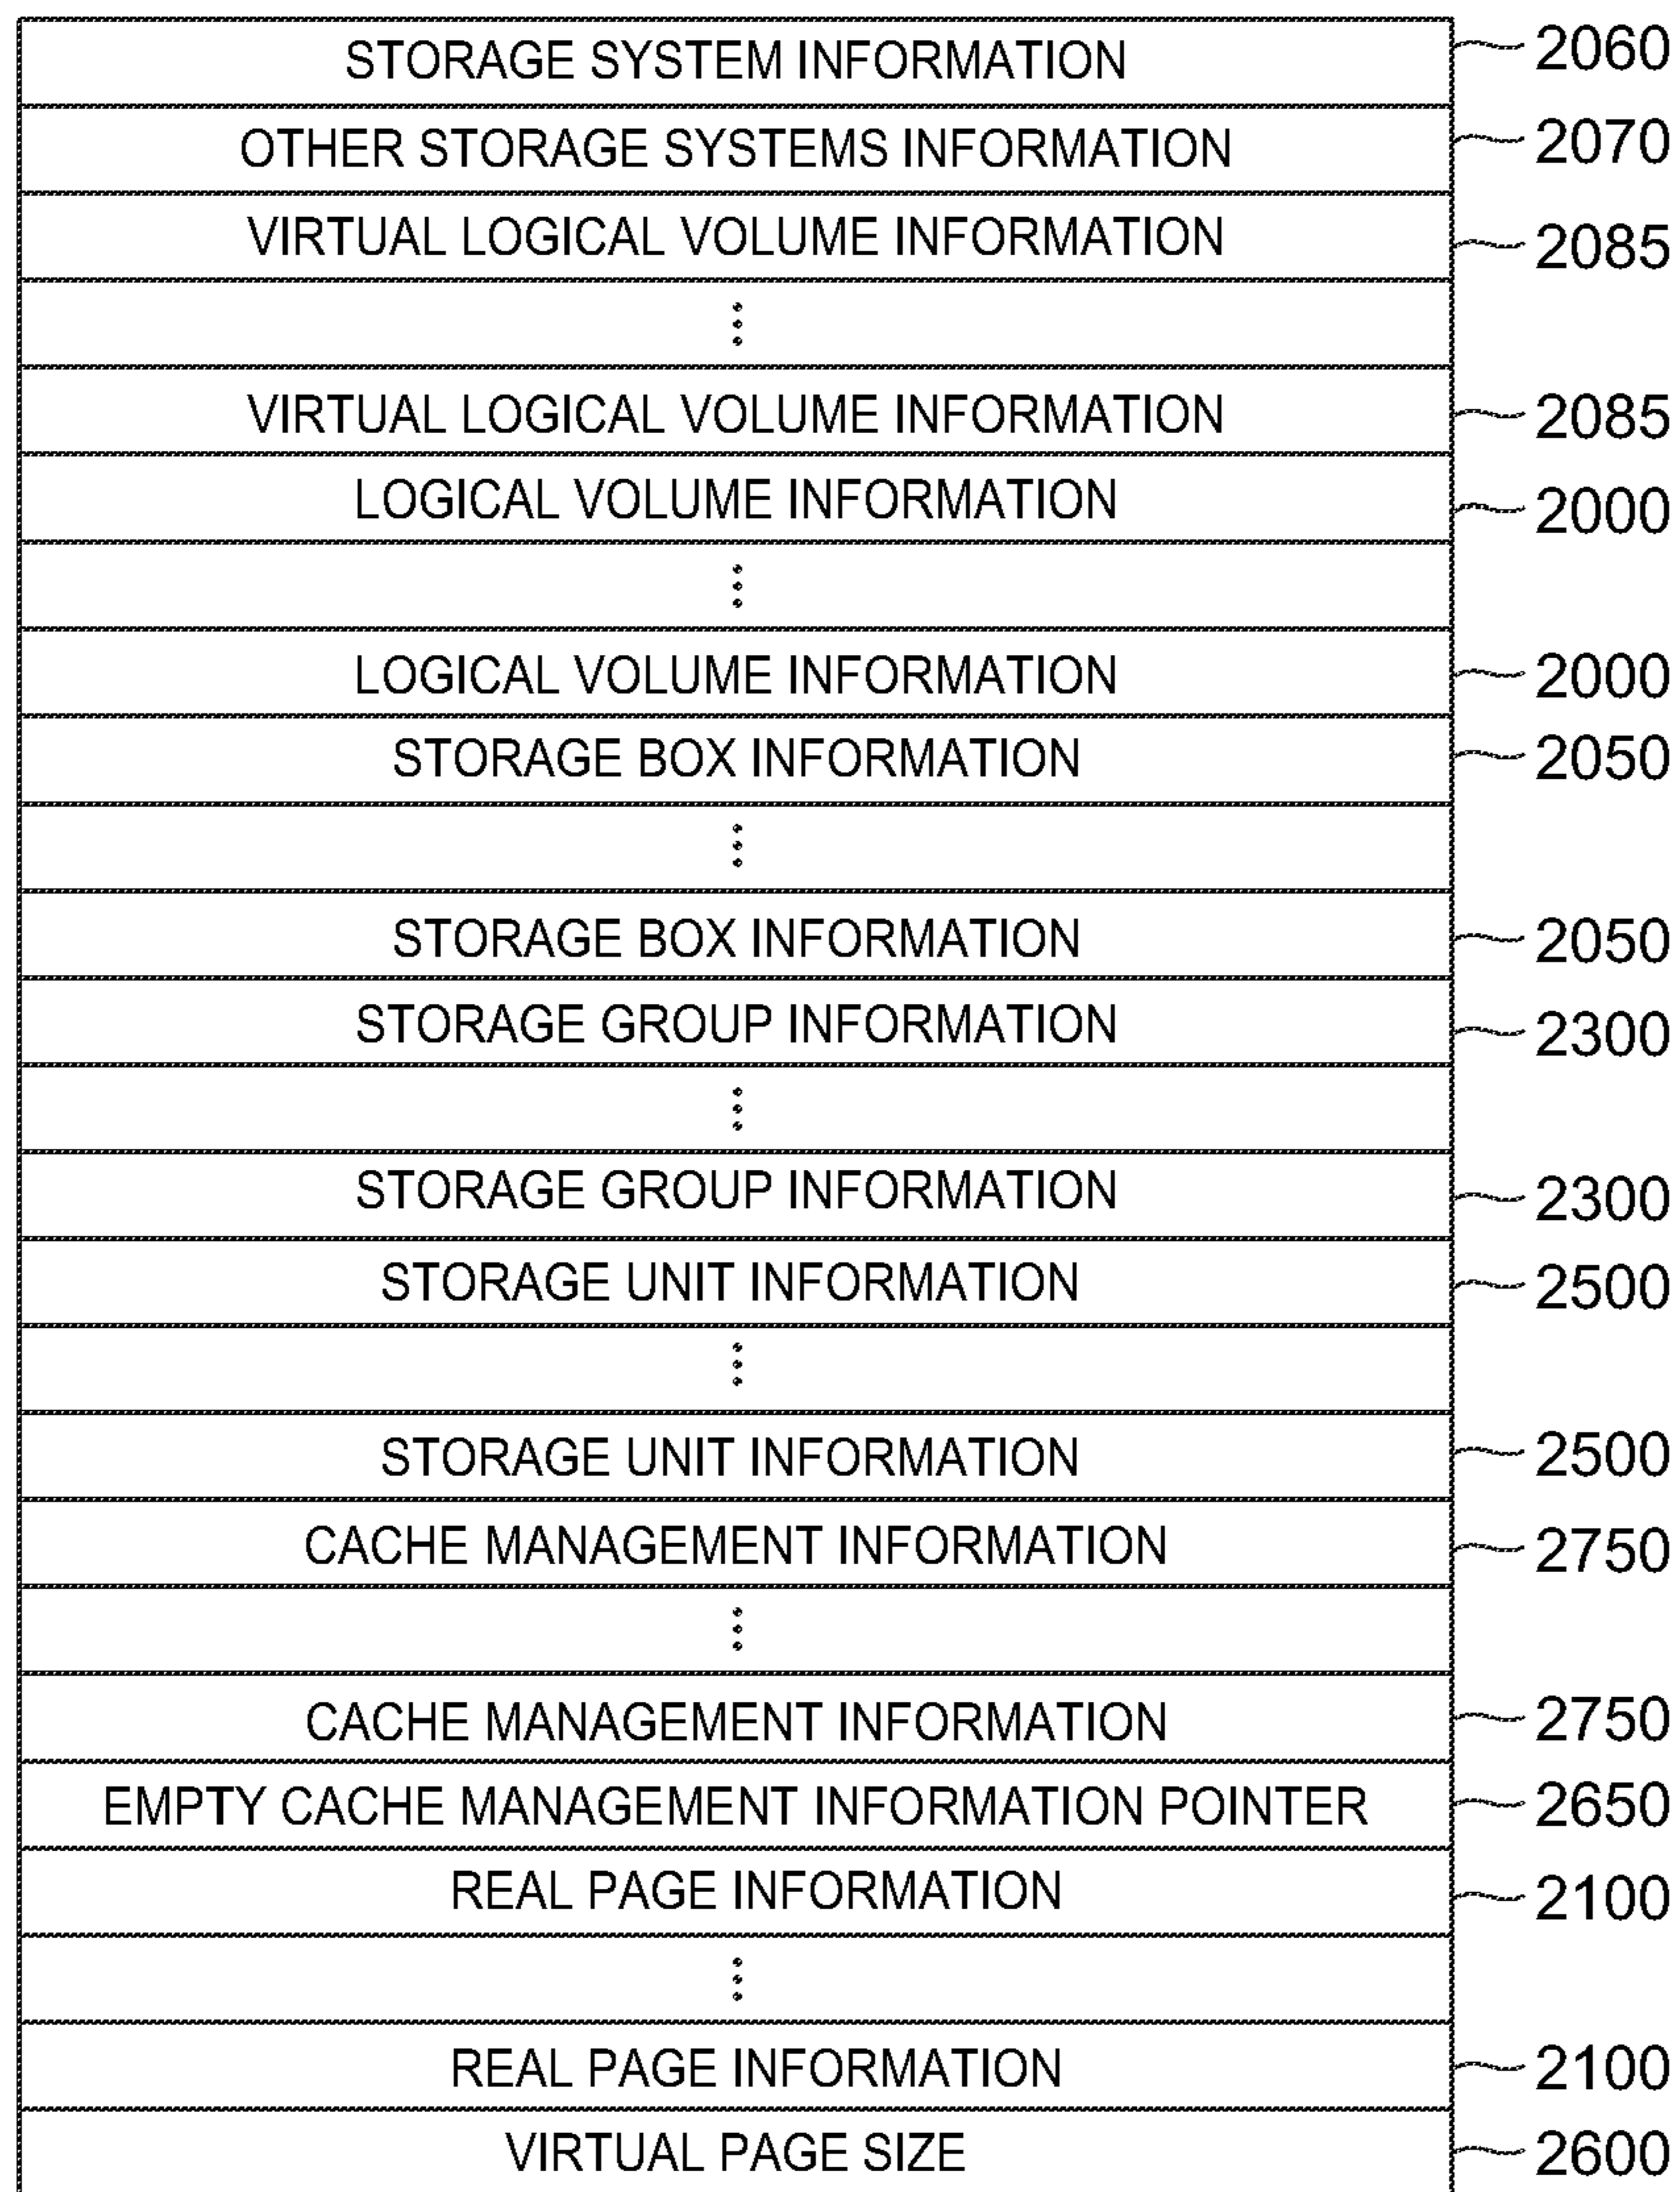 STORAGE SYSTEM INFORMATION 2060
OTHER STORAGE SYSTEMS INFORMATION 2070
VIRTUAL LOGICAL VOLUME INFORMATION 2085
⋮
VIRTUAL LOGICAL VOLUME INFORMATION 2085
LOGICAL VOLUME INFORMATION 2000
⋮
LOGICAL VOLUME INFORMATION 2000
STORAGE BOX INFORMATION 2050
⋮
STORAGE BOX INFORMATION 2050
STORAGE GROUP INFORMATION 2300
⋮
STORAGE GROUP INFORMATION 2300
STORAGE UNIT INFORMATION 2500
⋮
STORAGE UNIT INFORMATION 2500
CACHE MANAGEMENT INFORMATION 2750
⋮
CACHE MANAGEMENT INFORMATION 2750
EMPTY CACHE MANAGEMENT INFORMATION POINTER 2650
REAL PAGE INFORMATION 2100
⋮
REAL PAGE INFORMATION 2100
VIRTUAL PAGE SIZE 2600